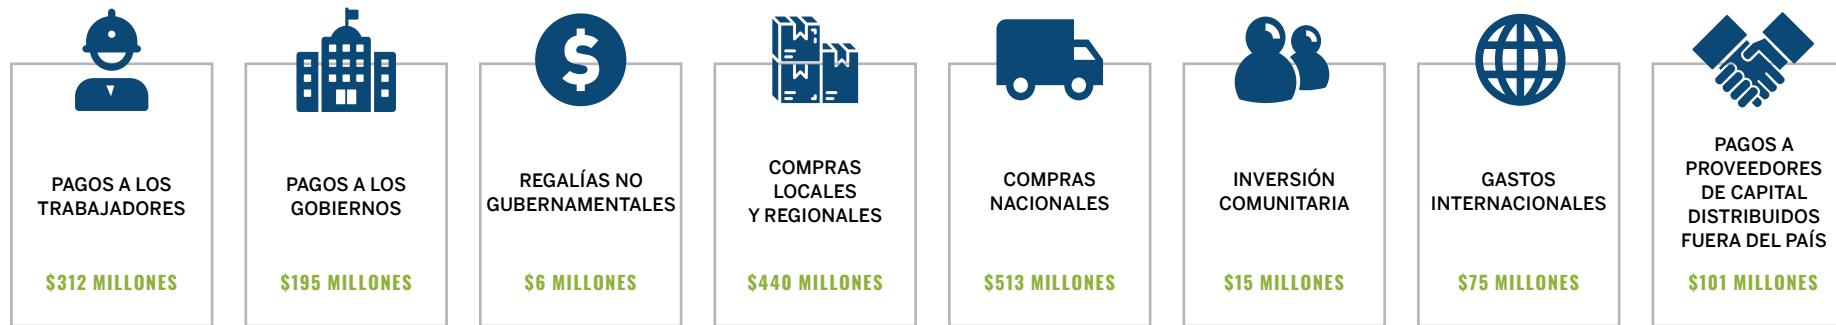 PAGOS A LOS
TRABAJADORES
$312 MILLONES
PAGOS A LOS
GOBIERNOS
$195 MILLONES
REGALÍAS NO
GUBERNAMENTALES
$6 MILLONES
COMPRAS
LOCALES
Y REGIONALES
$440 MILLONES
COMPRAS
NACIONALES
$513 MILLONES
INVERSIÓN
COMUNITARIA
$15 MILLONES
GASTOS
INTERNACIONALES
$75 MILLONES
PAGOS A
PROVEEDORES
DE CAPITAL
DISTRIBUIDOS
FUERA DEL PAÍS
$101 MILLONES